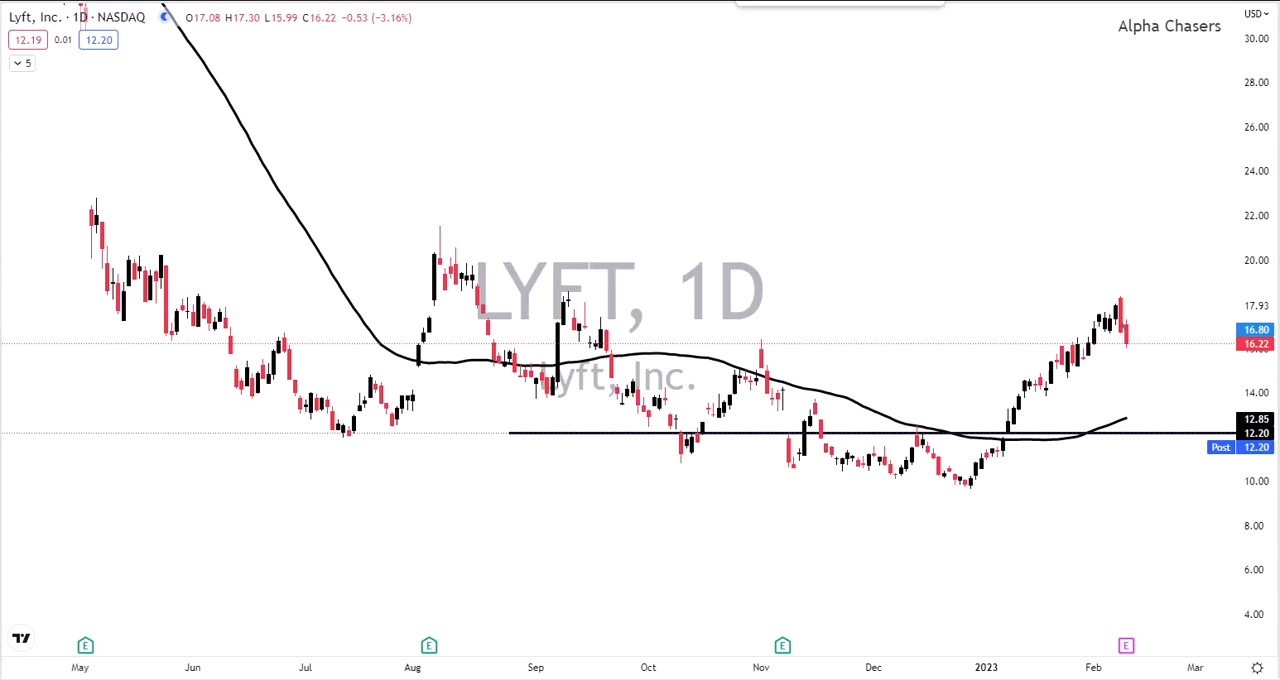 Lyft, Inc. · 1D · NASDAQ O17.08 H17.30 L15.99 C16.22 −0.53 (−3.16%)
USD
Alpha Chasers
12.19 0.01 12.20
5
30.00
28.00
26.00
24.00
22.00
20.00
17.93
16.80
16.22
14.00
12.85
12.20
Post 12.20
10.00
8.00
6.00
4.00
LYFT, 1D
Lyft, Inc.
E E E E
May Jun Jul Aug Sep Oct Nov Dec 2023 Feb Mar